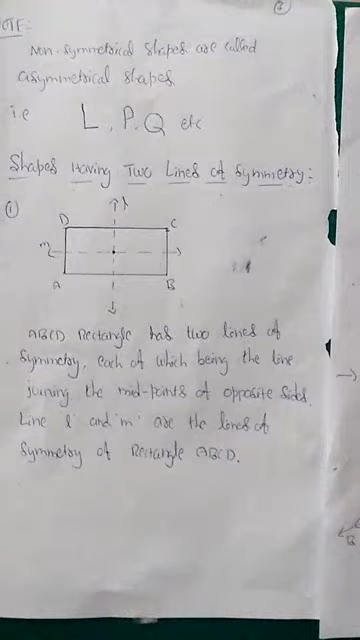 NOTE:
Non-symmetrical shapes are called
asymmetrical shapes
i.e L, P, Q etc
Shapes Having Two Lines of Symmetry:
①
D C
m
A B
ABCD Rectangle has two lines of
Symmetry, each of which being the line
joining the mid-points of opposite sides.
Line l and 'm' are the lines of
Symmetry of Rectangle ABCD.
B